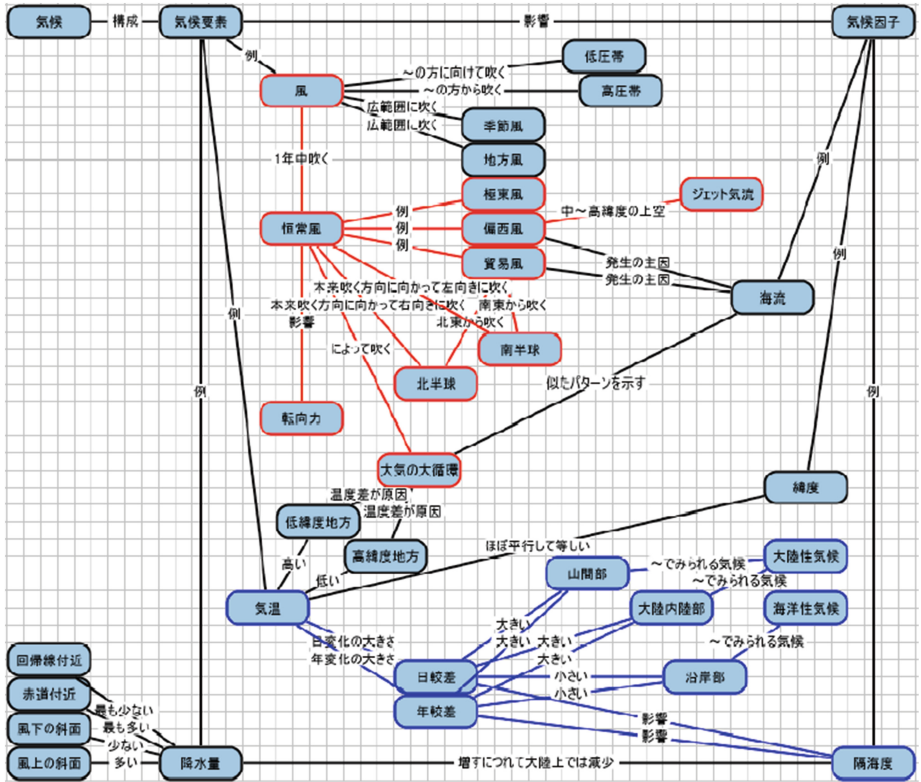 気候
構成
気候要素
影響
気候因子
例
低圧帯
～の方に向けて吹く
風
～の方から吹く
高圧帯
広範囲に吹く
広範囲に吹く
季節風
地方風
1年中吹く
例
極東風
ジェット気流
例
中～高緯度の上空
恒常風
例
偏西風
例
貿易風
発生の主因
発生の主因
例
海流
本来吹く方向に向かって左向きに吹く
本来吹く方向に向かって右向きに吹く
南東から吹く
影響
北東から吹く
例
によって吹く
南半球
北半球
似たパターンを示す
例
例
転向力
大気の大循環
緯度
温度差が原因
温度差が原因
低緯度地方
高緯度地方
ほぼ平行して等しい
高い
低い
山間部
～でみられる気候
大陸性気候
～でみられる気候
気温
大陸内陸部
海洋性気候
大きい
大きい
日変化の大きさ
年変化の大きさ
大きい
大きい
～でみられる気候
回帰線付近
日較差
小さい
沿岸部
小さい
赤道付近
年較差
最も少ない
最も多い
影響
影響
風下の斜面
少ない
風上の斜面
多い
降水量
増すにつれて大陸上では減少
隔海度